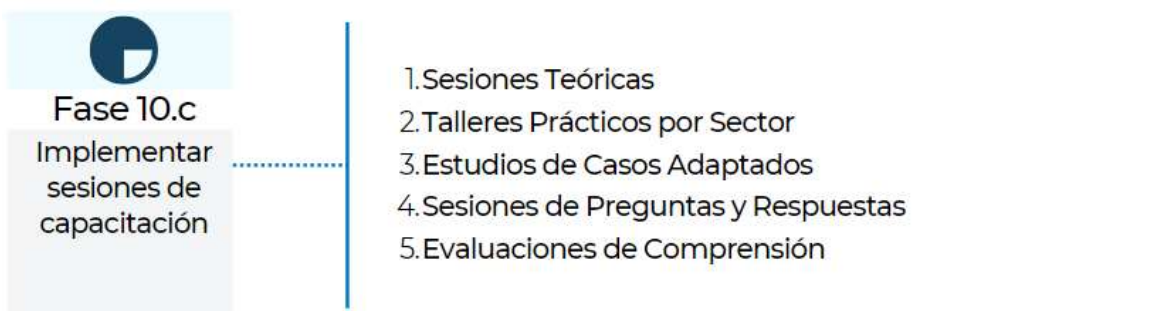 Fase 10.c
Implementar
sesiones de
capacitación
1.Sesiones Teóricas
2.Talleres Prácticos por Sector
3.Estudios de Casos Adaptados
4.Sesiones de Preguntas y Respuestas
5.Evaluaciones de Comprensión